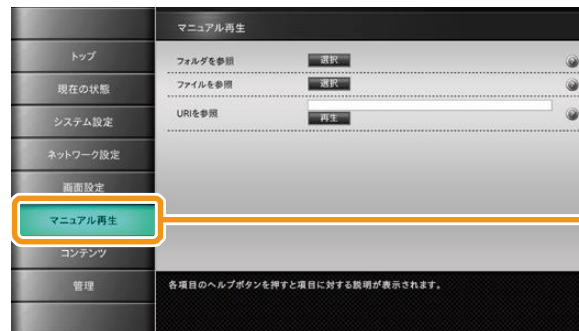 マニュアル再生
トップ
現在の状態
システム設定
ネットワーク設定
画面設定
マニュアル再生
コンテンツ
管理
フォルダを参照 選択
ファイルを参照 選択
URIを参照
再生
各項目のヘルプボタンを押すと項目に対する説明が表示されます。